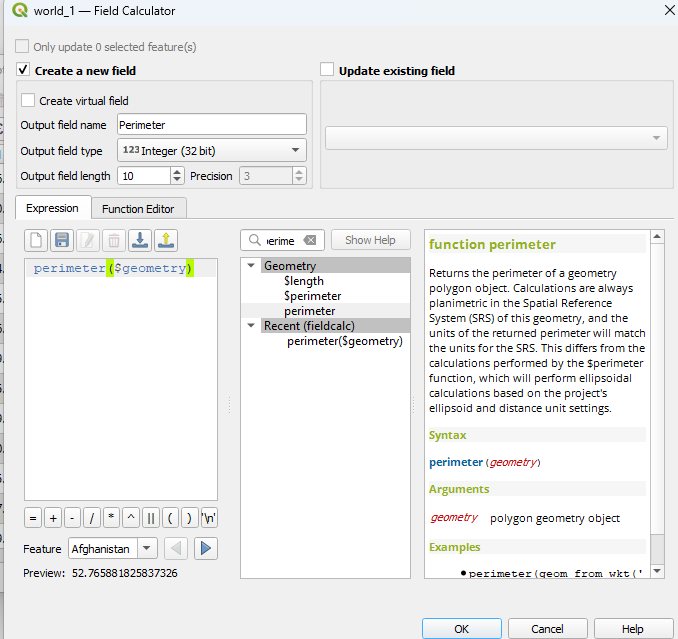 world_1 — Field Calculator
Only update 0 selected feature(s)
Create a new field
Update existing field
Create virtual field
Output field name Perimeter
Output field type 123 Integer (32 bit)
Output field length 10 Precision 3
Expression Function Editor
perime Show Help
perimeter($geometry)
Geometry
$length
$perimeter
perimeter
Recent (fieldcalc)
perimeter($geometry)
function perimeter
Returns the perimeter of a geometry
polygon object. Calculations are always
planimetric in the Spatial Reference
System (SRS) of this geometry, and the
units of the returned perimeter will match
the units for the SRS. This differs from the
calculations performed by the $perimeter
function, which will perform ellipsoidal
calculations based on the project's
ellipsoid and distance unit settings.
Syntax
perimeter(geometry)
Arguments
geometry polygon geometry object
Examples
• perimeter(geom_from_wkt('
= + - / * ^ || ( ) '\n'
Feature Afghanistan
Preview: 52.765881825837326
OK Cancel Help